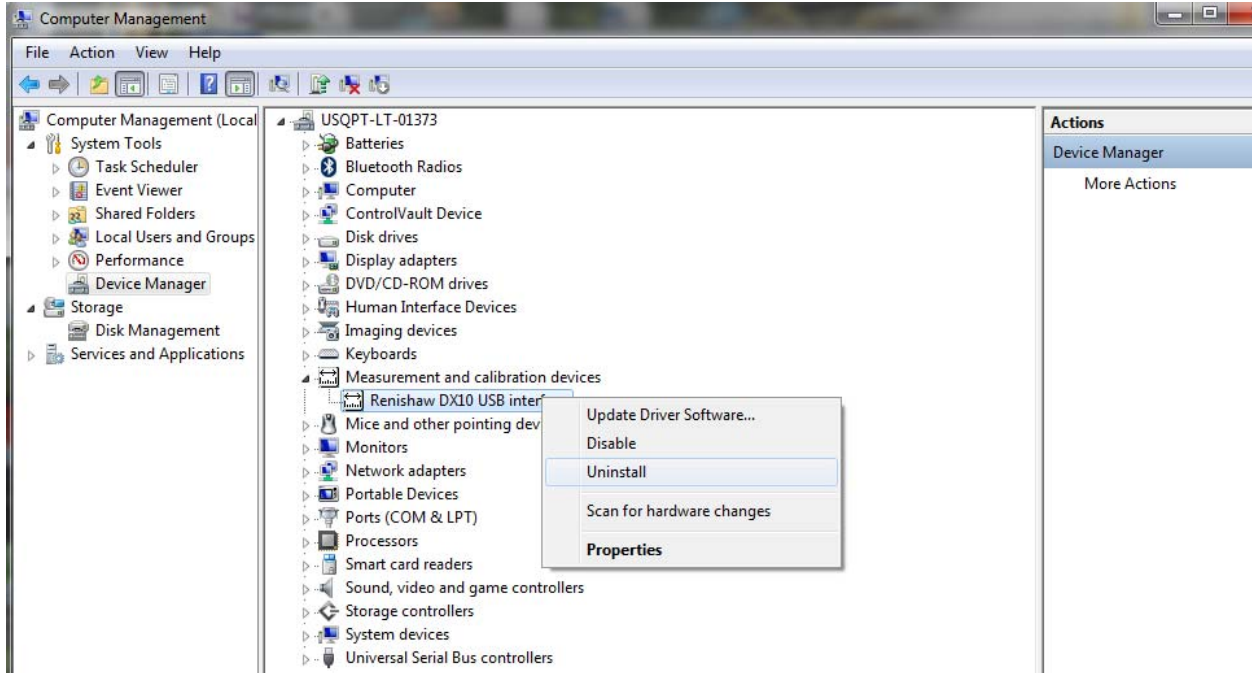 Computer Management
File Action View Help
Computer Management (Local
System Tools
Task Scheduler
Event Viewer
Shared Folders
Local Users and Groups
Performance
Device Manager
Storage
Disk Management
Services and Applications
USQPT-LT-01373
Batteries
Bluetooth Radios
Computer
ControlVault Device
Disk drives
Display adapters
DVD/CD-ROM drives
Human Interface Devices
Imaging devices
Keyboards
Measurement and calibration devices
Renishaw DX10 USB interf
Mice and other pointing dev
Monitors
Network adapters
Portable Devices
Ports (COM & LPT)
Processors
Smart card readers
Sound, video and game controllers
Storage controllers
System devices
Universal Serial Bus controllers
Update Driver Software...
Disable
Uninstall
Scan for hardware changes
Properties
Actions
Device Manager
More Actions